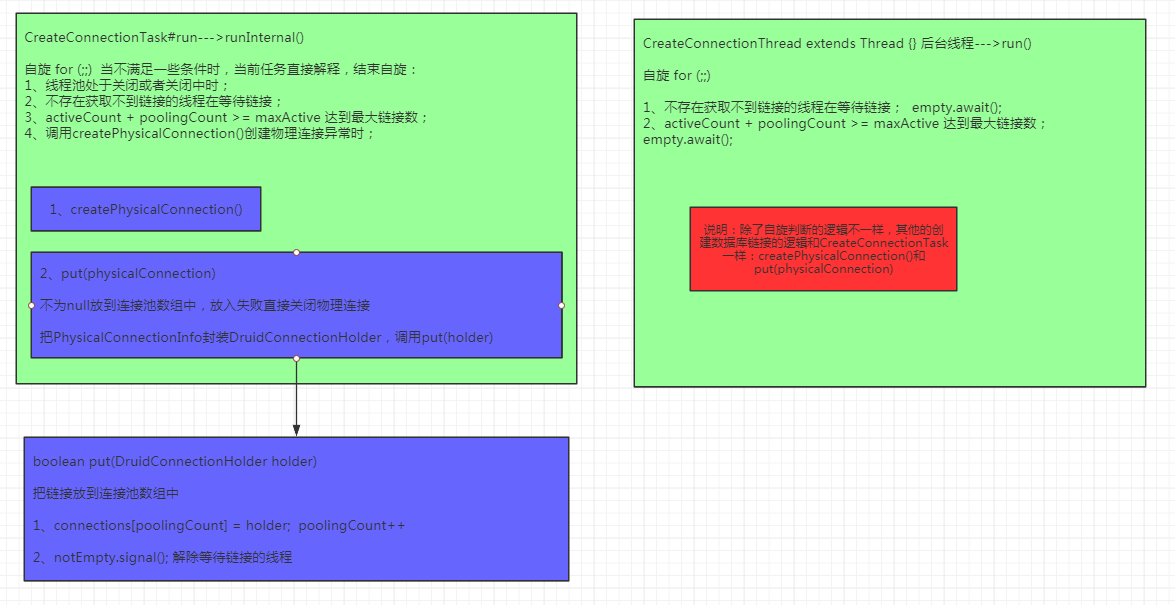 CreateConnectionTask#run--->runInternal()
自旋 for (;;)  当不满足一些条件时，当前任务直接解释，结束自旋：
1、线程池处于关闭或者关闭中时；
2、不存在获取不到链接的线程在等待链接；
3、activeCount + poolingCount >= maxActive 达到最大链接数；
4、调用createPhysicalConnection()创建物理连接异常时；
1、createPhysicalConnection()
2、put(physicalConnection)
不为null放到连接池数组中，放入失败直接关闭物理连接
把PhysicalConnectionInfo封装DruidConnectionHolder，调用put(holder)
boolean put(DruidConnectionHolder holder)
把链接放到连接池数组中
1、connections[poolingCount] = holder;  poolingCount++
2、notEmpty.signal(); 解除等待链接的线程
CreateConnectionThread extends Thread {} 后台线程--->run()
自旋 for (;;)
1、不存在获取不到链接的线程在等待链接；  empty.await();
2、activeCount + poolingCount >= maxActive 达到最大链接数；
empty.await();
说明：除了自旋判断的逻辑不一样，其他的创
建数据库链接的逻辑和CreateConnectionTask
一样：createPhysicalConnection()和
put(physicalConnection)